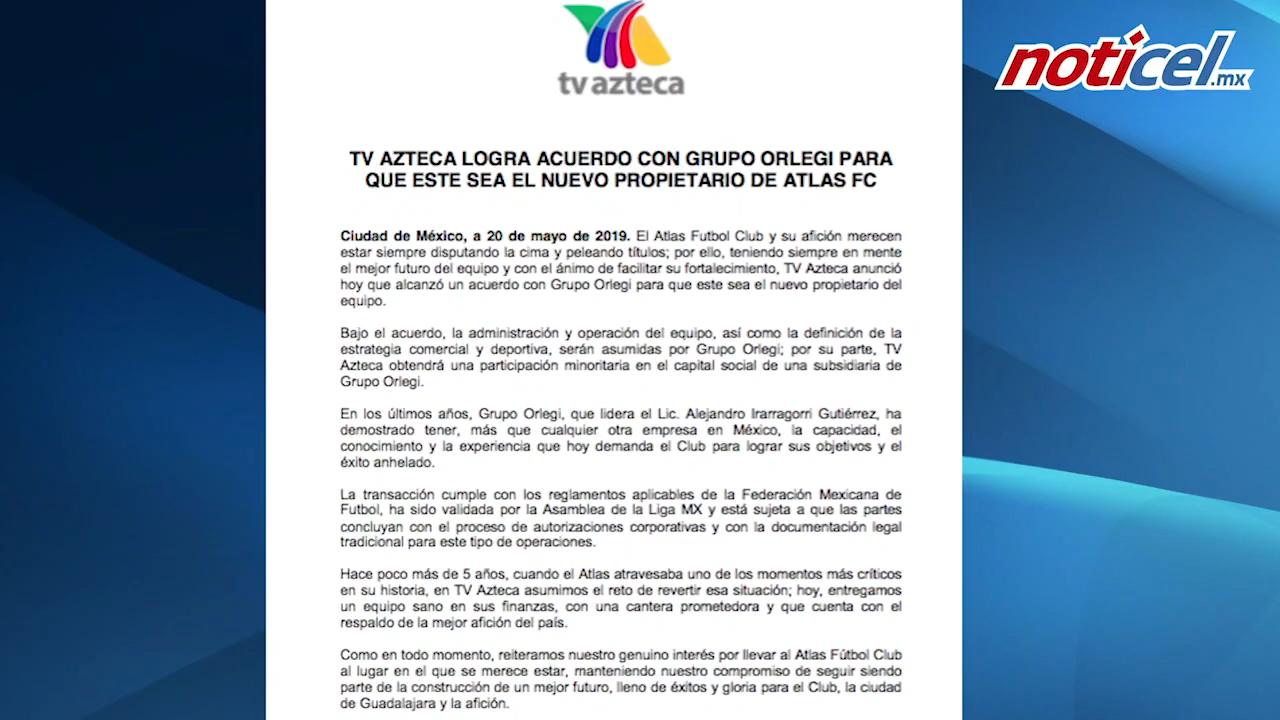 tv azteca
noticel.mx
TV AZTECA LOGRA ACUERDO CON GRUPO ORLEGI PARA
QUE ESTE SEA EL NUEVO PROPIETARIO DE ATLAS FC
Ciudad de México, a 20 de mayo de 2019. El Atlas Futbol Club y su afición merecen
estar siempre disputando la cima y peleando títulos; por ello, teniendo siempre en mente
el mejor futuro del equipo y con el ánimo de facilitar su fortalecimiento, TV Azteca anunció
hoy que alcanzó un acuerdo con Grupo Orlegi para que este sea el nuevo propietario del
equipo.
Bajo el acuerdo, la administración y operación del equipo, así como la definición de la
estrategia comercial y deportiva, serán asumidas por Grupo Orlegi; por su parte, TV
Azteca obtendrá una participación minoritaria en el capital social de una subsidiaria de
Grupo Orlegi.
En los últimos años, Grupo Orlegi, que lidera el Lic. Alejandro Irarragorri Gutiérrez, ha
demostrado tener, más que cualquier otra empresa en México, la capacidad, el
conocimiento y la experiencia que hoy demanda el Club para lograr sus objetivos y el
éxito anhelado.
La transacción cumple con los reglamentos aplicables de la Federación Mexicana de
Futbol, ha sido validada por la Asamblea de la Liga MX y está sujeta a que las partes
concluyan con el proceso de autorizaciones corporativas y con la documentación legal
tradicional para este tipo de operaciones.
Hace poco más de 5 años, cuando el Atlas atravesaba uno de los momentos más críticos
en su historia, en TV Azteca asumimos el reto de revertir esa situación; hoy, entregamos
un equipo sano en sus finanzas, con una cantera prometedora y que cuenta con el
respaldo de la mejor afición del país.
Como en todo momento, reiteramos nuestro genuino interés por llevar al Atlas Fútbol Club
al lugar en el que se merece estar, manteniendo nuestro compromiso de seguir siendo
parte de la construcción de un mejor futuro, lleno de éxitos y gloria para el Club, la ciudad
de Guadalajara y la afición.